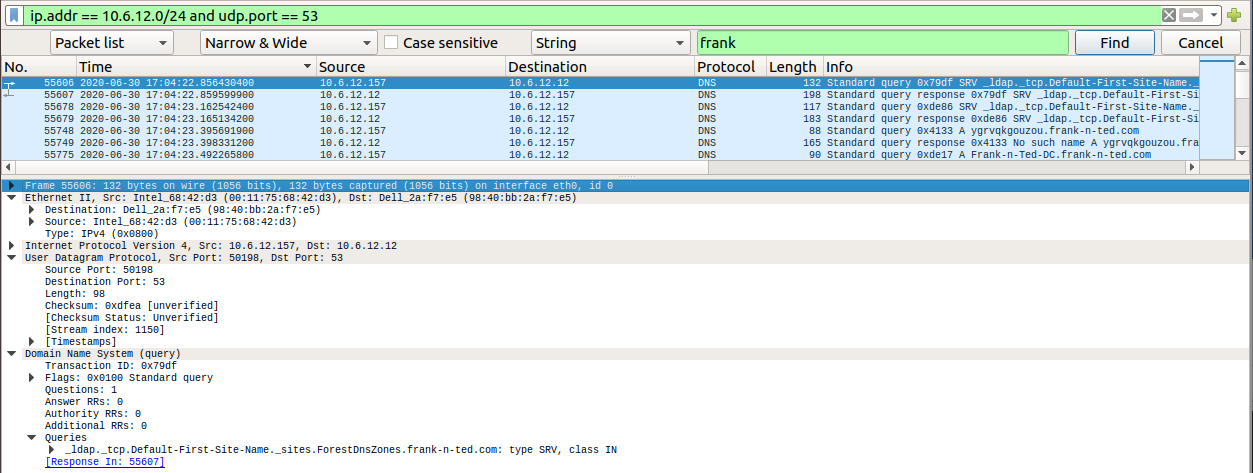 ip.addr == 10.6.12.0/24 and udp.port == 53
Packet list Narrow & Wide Case sensitive String frank Find Cancel
No. Time Source Destination Protocol Length Info
55606 2020-06-30 17:04:22.856430400 10.6.12.157 10.6.12.12 DNS 132 Standard query 0x79df SRV _ldap._tcp.Default-First-Site-Name._
55607 2020-06-30 17:04:22.859599900 10.6.12.12 10.6.12.157 DNS 198 Standard query response 0x79df SRV _ldap._tcp.Default-First-Si
55678 2020-06-30 17:04:23.162542400 10.6.12.157 10.6.12.12 DNS 117 Standard query 0xde86 SRV _ldap._tcp.Default-First-Site-Name._
55679 2020-06-30 17:04:23.165134200 10.6.12.12 10.6.12.157 DNS 183 Standard query response 0xde86 SRV _ldap._tcp.Default-First-Si
55748 2020-06-30 17:04:23.395691900 10.6.12.157 10.6.12.12 DNS 88 Standard query 0x4133 A ygrvqkgouzou.frank-n-ted.com
55749 2020-06-30 17:04:23.398331200 10.6.12.12 10.6.12.157 DNS 165 Standard query response 0x4133 No such name A ygrvqkgouzou.fra
55775 2020-06-30 17:04:23.492265800 10.6.12.157 10.6.12.12 DNS 90 Standard query 0xde17 A Frank-n-Ted-DC.frank-n-ted.com
Frame 55606: 132 bytes on wire (1056 bits), 132 bytes captured (1056 bits) on interface eth0, id 0
Ethernet II, Src: Intel_68:42:d3 (00:11:75:68:42:d3), Dst: Dell_2a:f7:e5 (98:40:bb:2a:f7:e5)
Destination: Dell_2a:f7:e5 (98:40:bb:2a:f7:e5)
Source: Intel_68:42:d3 (00:11:75:68:42:d3)
Type: IPv4 (0x0800)
Internet Protocol Version 4, Src: 10.6.12.157, Dst: 10.6.12.12
User Datagram Protocol, Src Port: 50198, Dst Port: 53
Source Port: 50198
Destination Port: 53
Length: 98
Checksum: 0xdfea [unverified]
[Checksum Status: Unverified]
[Stream index: 1150]
[Timestamps]
Domain Name System (query)
Transaction ID: 0x79df
Flags: 0x0100 Standard query
Questions: 1
Answer RRs: 0
Authority RRs: 0
Additional RRs: 0
Queries
_ldap._tcp.Default-First-Site-Name._sites.ForestDnsZones.frank-n-ted.com: type SRV, class IN
[Response In: 55607]